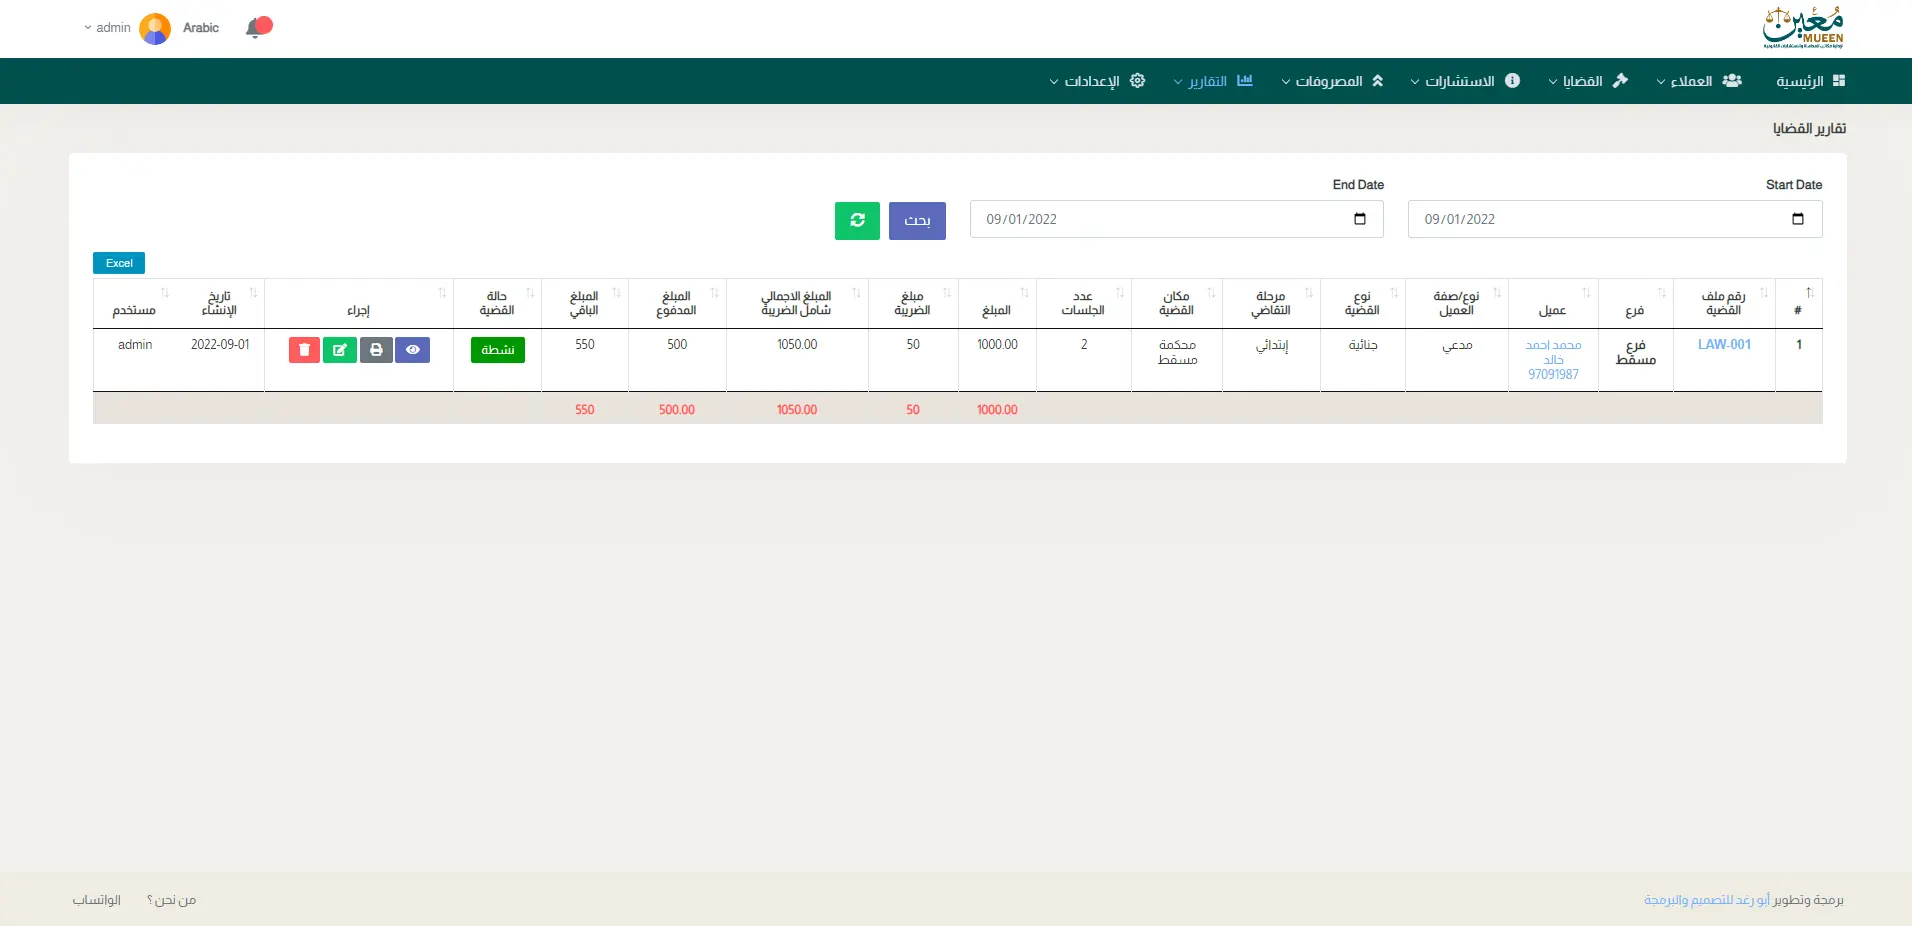 مُعين
MUEEN
Arabic
admin
الرئيسية
العملاء
القضايا
الاستشارات
المصروفات
التقارير
الإعدادات
تقارير القضايا
Start Date
End Date
09/01/2022
09/01/2022
بحث
Excel
#
رقم ملف
القضية
فرع
عميل
نوع/صفة
العميل
نوع
القضية
مرحلة
التقاضي
مكان
القضية
عدد
الجلسات
المبلغ
مبلغ
الضريبة
المبلغ الاجمالي
شامل الضريبة
المبلغ
المدفوع
المبلغ
الباقي
حالة
القضية
إجراء
تاريخ
الإنشاء
مستخدم
1
LAW-001
فرع
مسقط
محمد احمد
خالد
97091987
مدعي
جنائية
إبتدائي
محكمة
مسقط
2
1000.00
50
1050.00
500
550
نشطة
2022-09-01
admin
1000.00
50
1050.00
500.00
550
برمجة وتطوير أبو رغد للتصميم والبرمجة
من نحن ؟
الواتساب